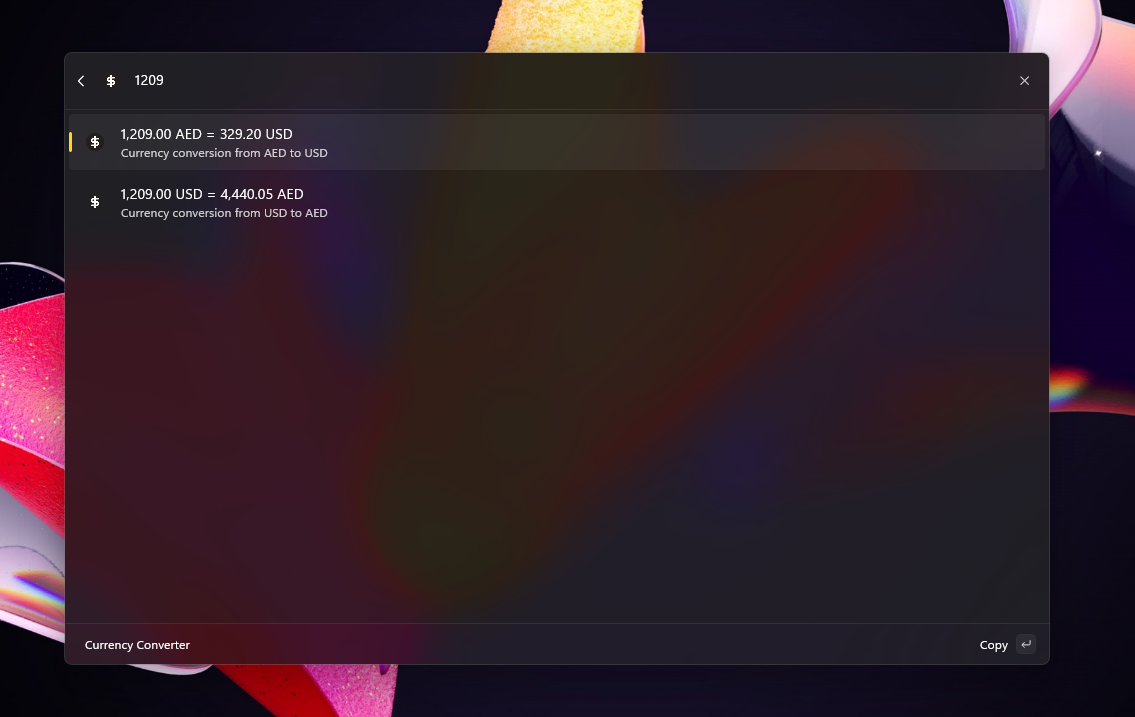 $ 1209
$ 1,209.00 AED = 329.20 USD
Currency conversion from AED to USD
$ 1,209.00 USD = 4,440.05 AED
Currency conversion from USD to AED
Currency Converter
Copy